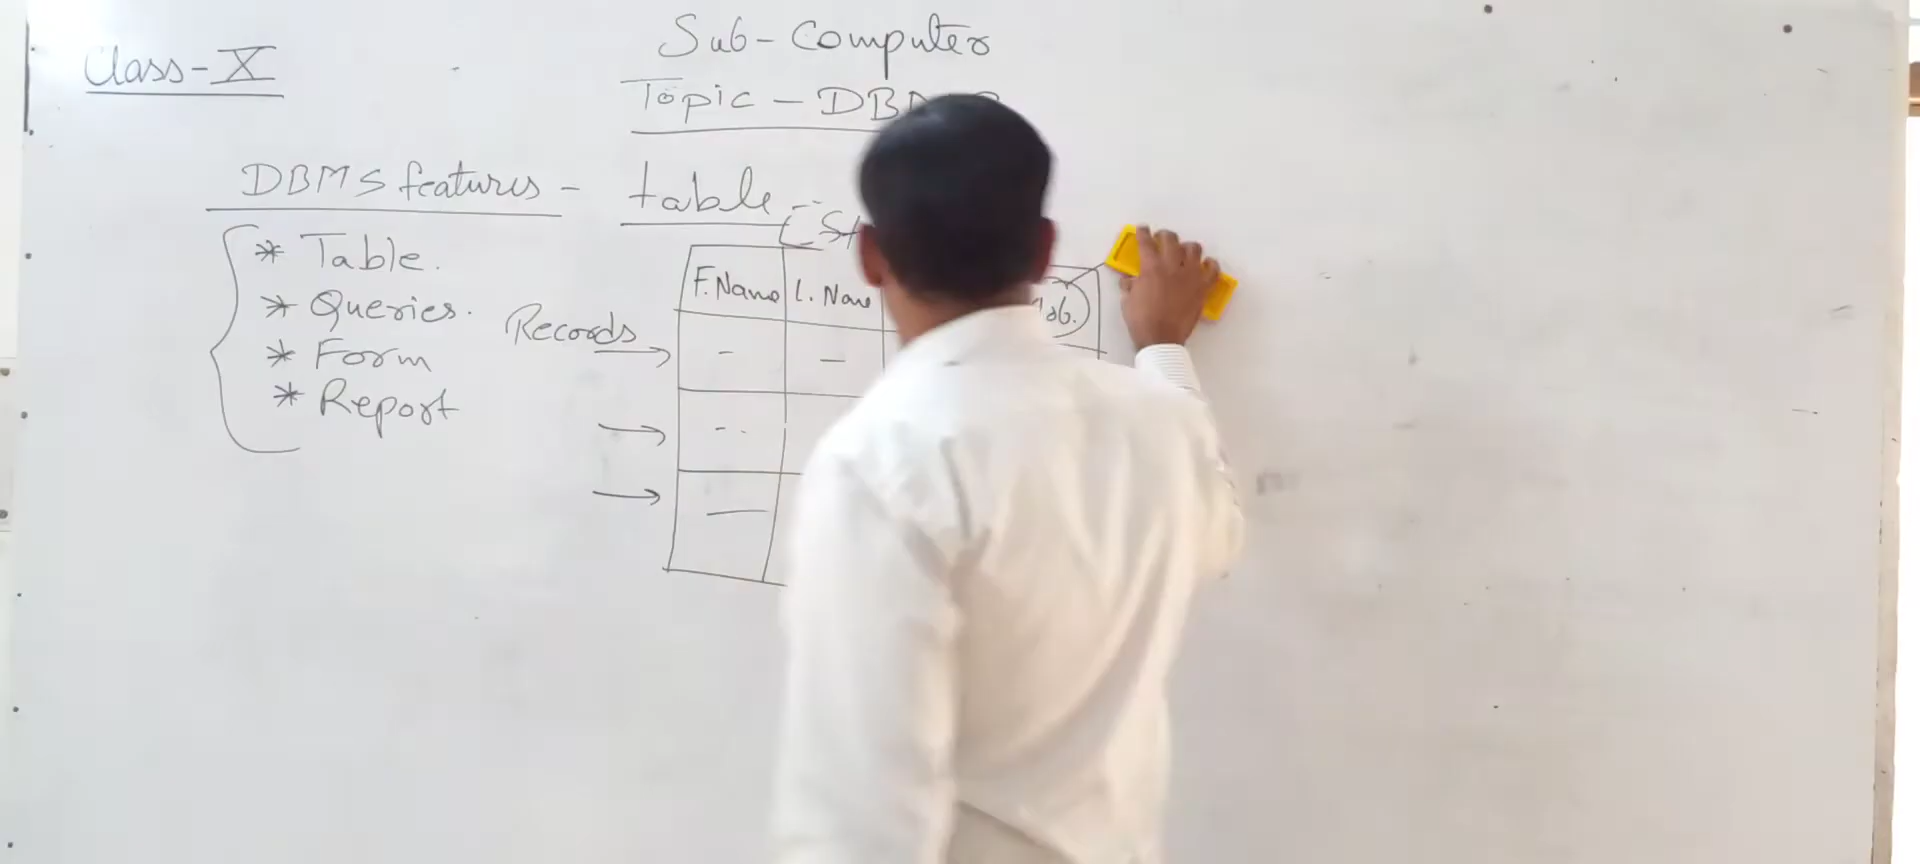 Class-X
Sub-Computer
Topic - DB
DBMS features -
table -
* Table.
* Queries.
* Form
* Report
Records
F.Name L. Name